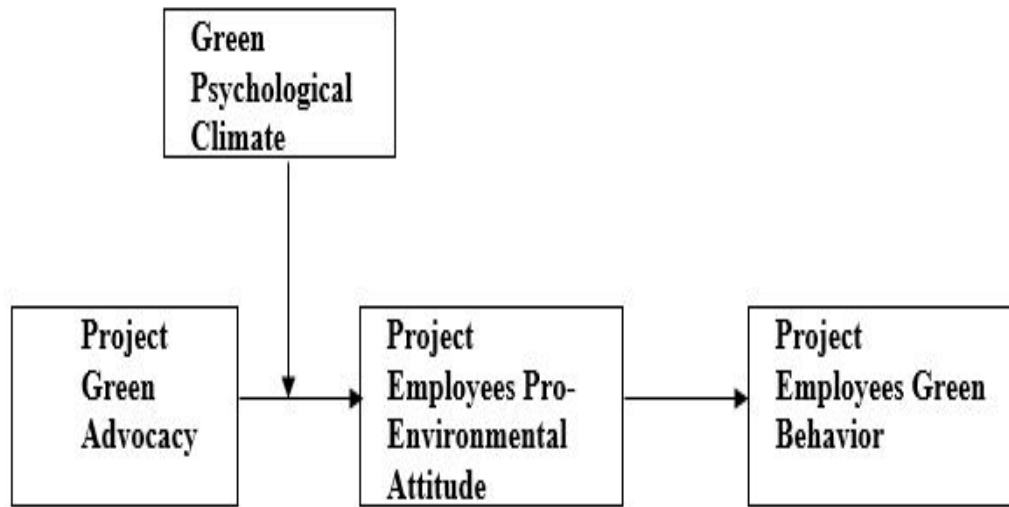 Green
Psychological
Climate
Project
Green
Advocacy
Project
Employees Pro-
Environmental
Attitude
Project
Employees Green
Behavior